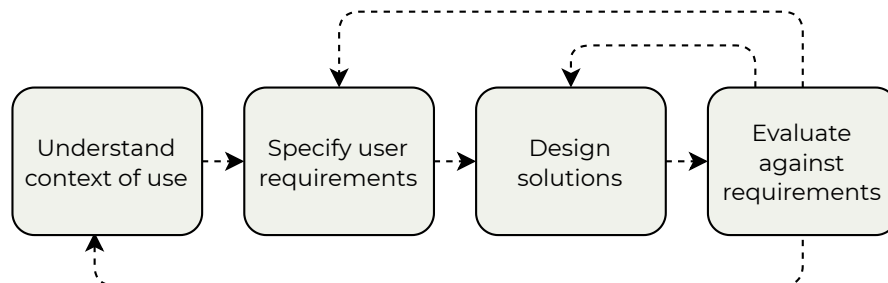 Understand
context of use
Specify user
requirements
Design
solutions
Evaluate
against
requirements